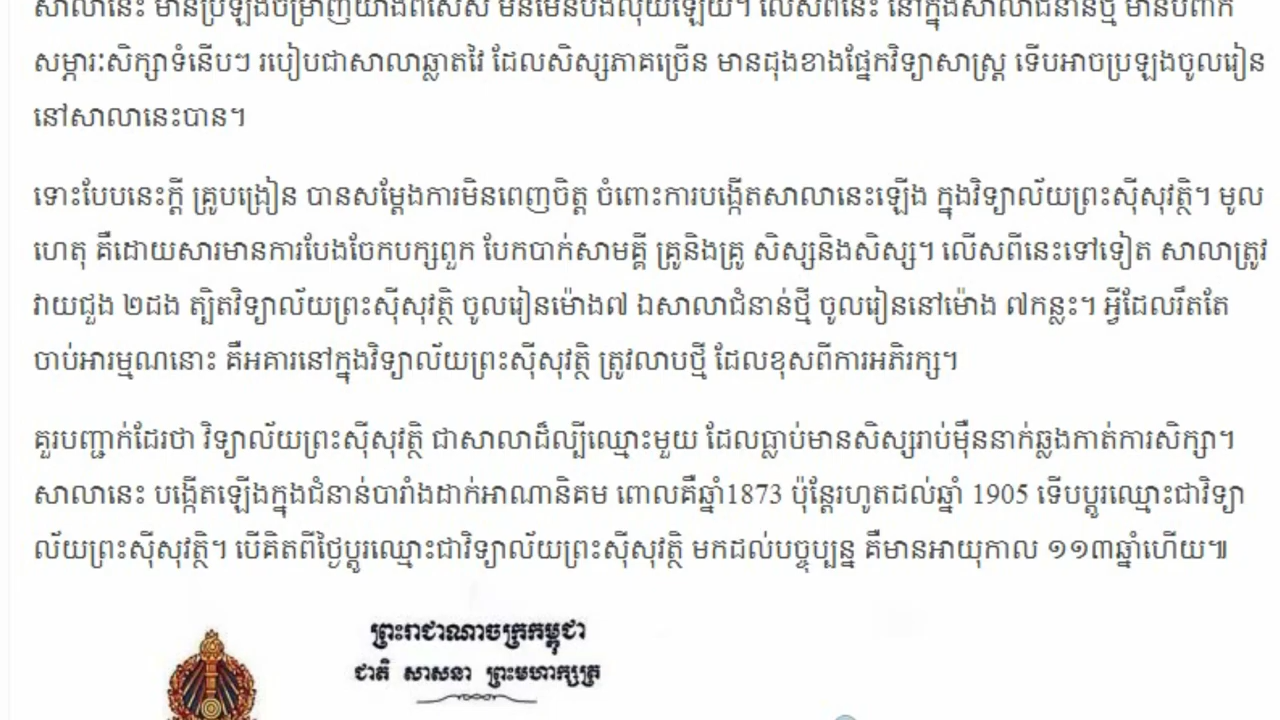 សាលានេះ មានប្រឡងចម្រាញ់យ៉ាងពិសេស មិនមែនបង់លុយឡើយ។ លើសពីនេះ នៅក្នុងសាលាជំនាន់ថ្មី មានបំពាក់
សម្ភារៈសិក្សាទំនើបៗ របៀបជាសាលាឆ្លាតវៃ ដែលសិស្សភាគច្រើន មានដុងខាងផ្នែកវិទ្យាសាស្ត្រ ទើបអាចប្រឡងចូលរៀន
នៅសាលានេះបាន។
ទោះបែបនេះក្តី គ្រូបង្រៀន បានសម្តែងការមិនពេញចិត្ត ចំពោះការបង្កើតសាលានេះឡើង ក្នុងវិទ្យាល័យព្រះស៊ីសុវត្ថិ។ មូល
ហេតុ គឺដោយសារមានការបែងចែកបក្សពួក បែកបាក់សាមគ្គី គ្រូនិងគ្រូ សិស្សនិងសិស្ស។ លើសពីនេះទៅទៀត សាលាត្រូវ
វាយជួង ២ដង ត្បិតវិទ្យាល័យព្រះស៊ីសុវត្ថិ ចូលរៀនម៉ោង៧ ឯសាលាជំនាន់ថ្មី ចូលរៀននៅម៉ោង ៧កន្លះ។ អ្វីដែលរឹតតែ
ចាប់អារម្មណនោះ គឺអគារនៅក្នុងវិទ្យាល័យព្រះស៊ីសុវត្ថិ ត្រូវលាបថ្មី ដែលខុសពីការអភិរក្ស។
គួរបញ្ជាក់ដែរថា វិទ្យាល័យព្រះស៊ីសុវត្ថិ ជាសាលាដ៏ល្បីឈ្មោះមួយ ដែលធ្លាប់មានសិស្សរាប់ម៉ឺននាក់ឆ្លងកាត់ការសិក្សា។
សាលានេះ បង្កើតឡើងក្នុងជំនាន់បារាំងដាក់អាណានិគម ពោលគឺឆ្នាំ1873 ប៉ុន្តែរហូតដល់ឆ្នាំ 1905 ទើបប្តូរឈ្មោះជាវិទ្យា
ល័យព្រះស៊ីសុវត្ថិ។ បើគិតពីថ្ងៃប្តូរឈ្មោះជាវិទ្យាល័យព្រះស៊ីសុវត្ថិ មកដល់បច្ចុប្បន្ន គឺមានអាយុកាល ១១៣ឆ្នាំហើយ៕
ព្រះរាជាណាចក្រកម្ពុជា
ជាតិ សាសនា ព្រះមហាក្សត្រ